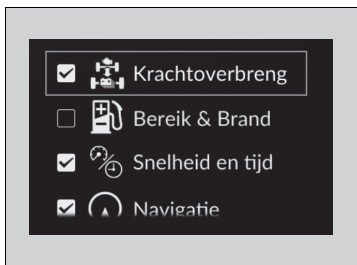 Krachtoverbreng
Bereik & Brand
Snelheid en tijd
Navigatie